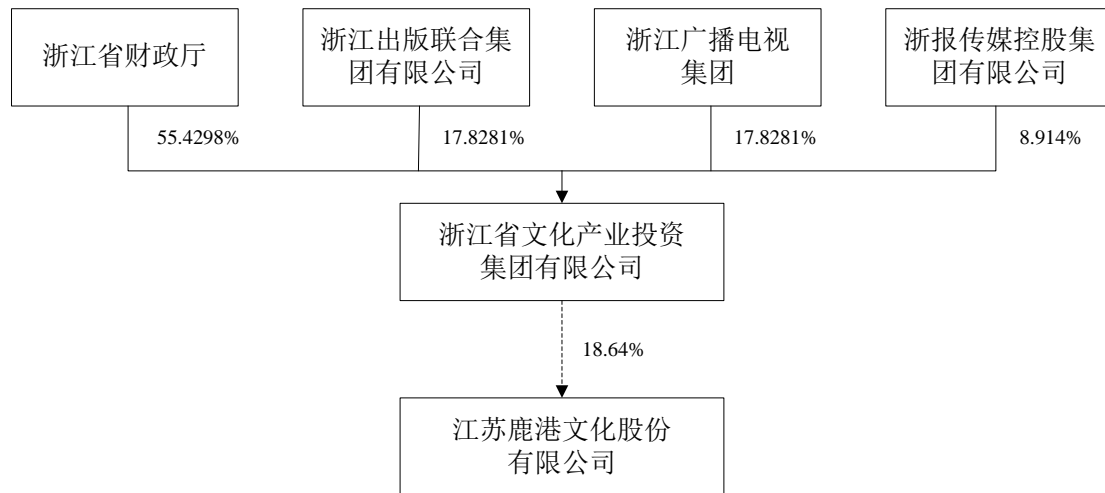 浙江省财政厅
浙江出版联合集
团有限公司
浙江广播电视
集团
浙报传媒控股集
团有限公司
55.4298%
17.8281%
17.8281%
8.914%
浙江省文化产业投资
集团有限公司
18.64%
江苏鹿港文化股份
有限公司